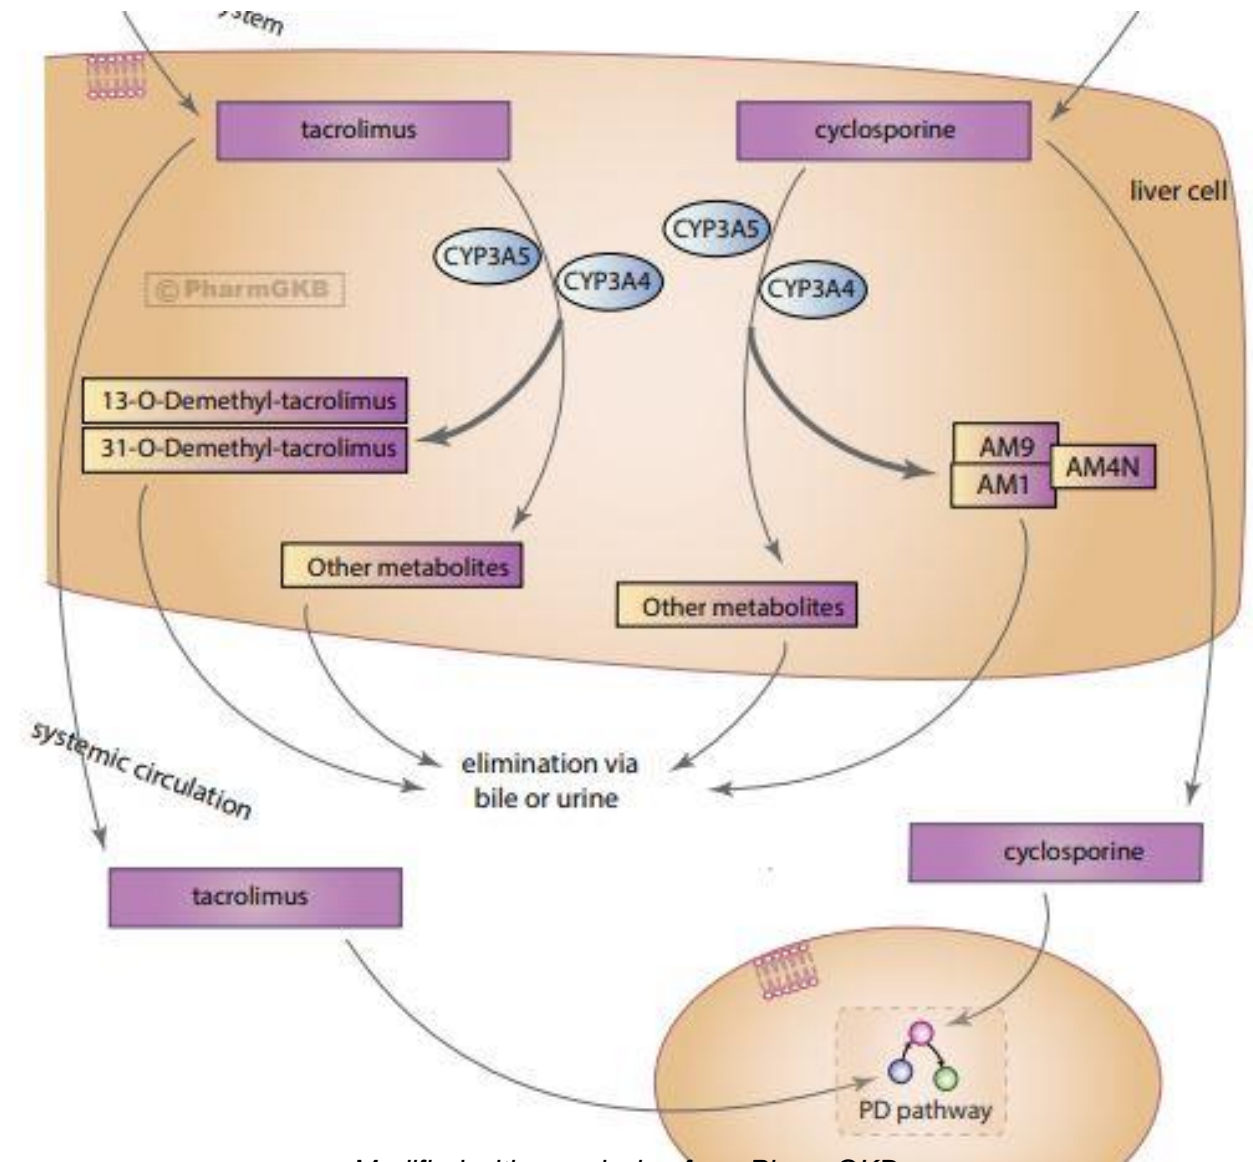 tacrolimus
cyclosporine
liver cell
CYP3A5
CYP3A5
CYP3A4
CYP3A4
© PharmGKB
13-O-Demethyl-tacrolimus
31-O-Demethyl-tacrolimus
AM9
AM4N
AM1
Other metabolites
Other metabolites
systemic circulation
elimination via
bile or urine
cyclosporine
tacrolimus
PD pathway